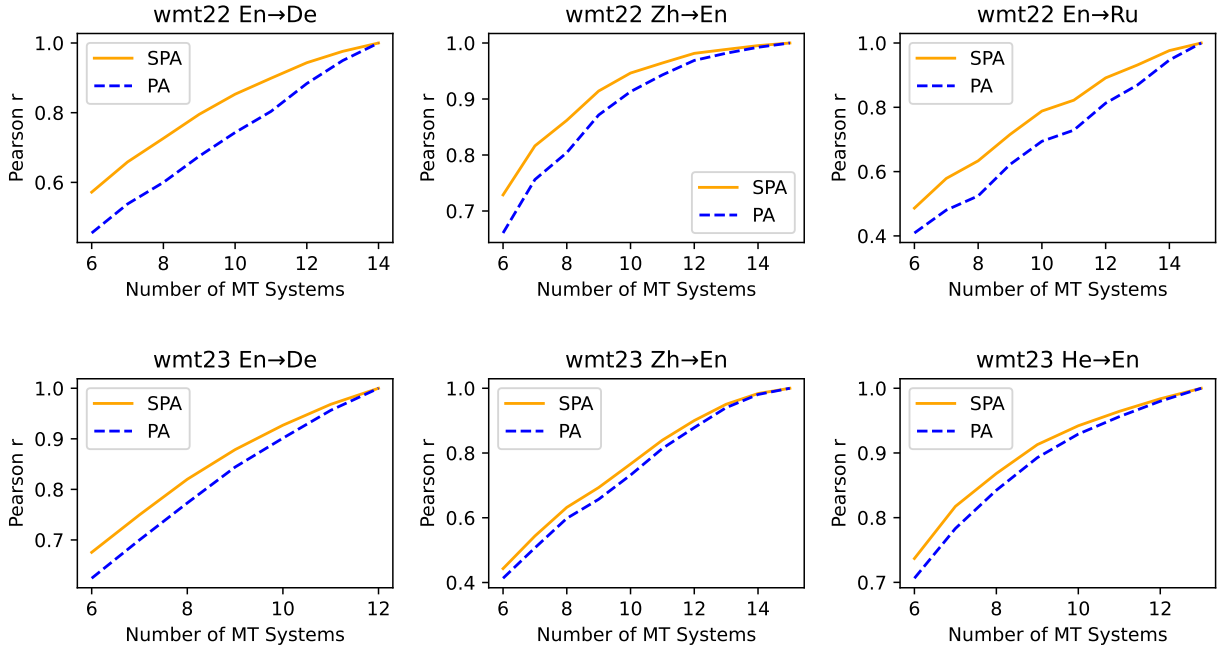 wmt22 En→De
1.0
0.8
0.6
Pearson r
SPA
PA
6 8 10 12 14
Number of MT Systems
wmt22 Zh→En
1.0
0.9
0.8
0.7
Pearson r
SPA
PA
6 8 10 12 14
Number of MT Systems
wmt22 En→Ru
1.0
0.8
0.6
0.4
Pearson r
SPA
PA
6 8 10 12 14
Number of MT Systems
wmt23 En→De
1.0
0.9
0.8
0.7
Pearson r
SPA
PA
6 8 10 12
Number of MT Systems
wmt23 Zh→En
1.0
0.8
0.6
0.4
Pearson r
SPA
PA
6 8 10 12 14
Number of MT Systems
wmt23 He→En
1.0
0.9
0.8
0.7
Pearson r
SPA
PA
6 8 10 12
Number of MT Systems